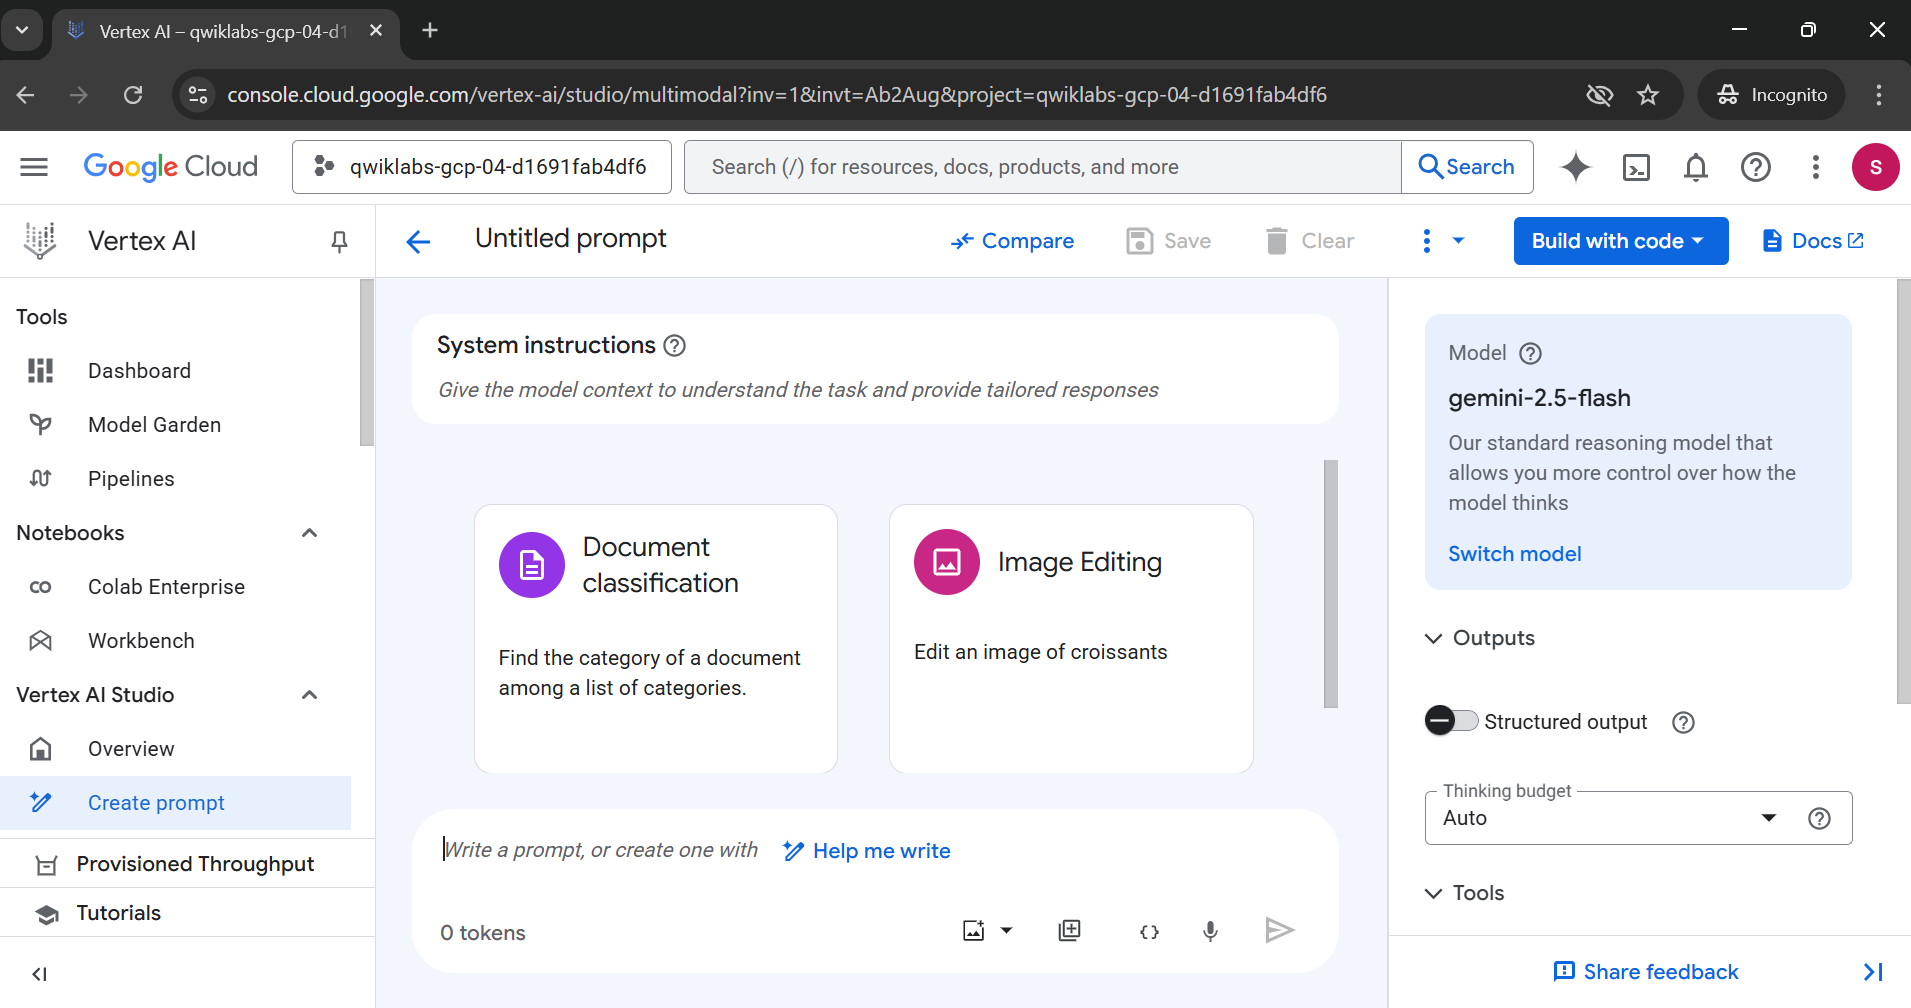 Vertex AI – qwiklabs-gcp-04-d1
console.cloud.google.com/vertex-ai/studio/multimodal?inv=1&invt=Ab2Aug&project=qwiklabs-gcp-04-d1691fab4df6
Incognito
Google Cloud
qwiklabs-gcp-04-d1691fab4df6
Search (/) for resources, docs, products, and more
Search
S
Vertex AI
Untitled prompt
Compare
Save
Clear
Build with code
Docs
Tools
Dashboard
Model Garden
Pipelines
Notebooks
Colab Enterprise
Workbench
Vertex AI Studio
Overview
Create prompt
Provisioned Throughput
Tutorials
System instructions
Give the model context to understand the task and provide tailored responses
Document
classification
Find the category of a document
among a list of categories.
Image Editing
Edit an image of croissants
Write a prompt, or create one with
Help me write
0 tokens
Model
gemini-2.5-flash
Our standard reasoning model that
allows you more control over how the
model thinks
Switch model
Outputs
Structured output
Thinking budget
Auto
Tools
Share feedback